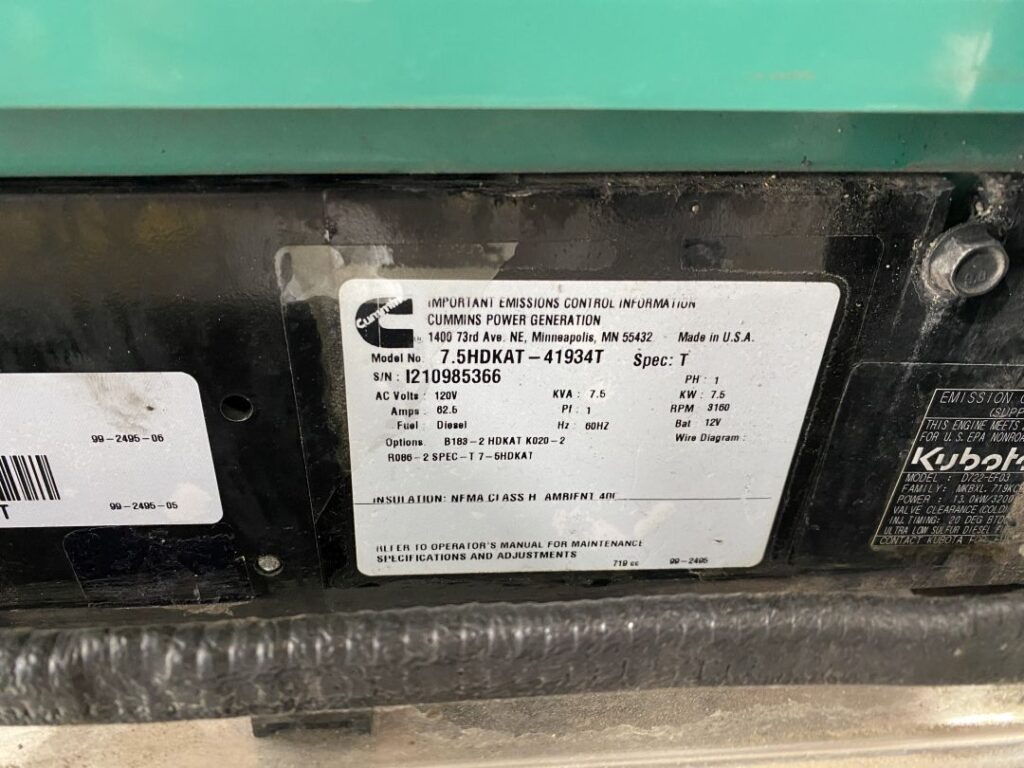 99-2495-06
99-2495-05
T
Cummins
IMPORTANT EMISSIONS CONTROL INFORMATION
CUMMINS POWER GENERATION
1400 73rd Ave. NE, Minneapolis, MN 55432 Made in U.S.A.
Model No. 7.5HDKAT-41934T Spec: T
S/N: I210985366 PH: 1
AC Volts: 120V KVA: 7.5 KW: 7.5
Amps: 62.5 Pf: 1 RPM 3160
Fuel: Diesel Hz: 60HZ Bat 12V
Options: B183-2 HDKAT K020-2 Wire Diagram:
R086-2 SPEC-T 7-5HDKAT
INSULATION: NEMA CLASS H AMBIENT 40C
REFER TO OPERATOR'S MANUAL FOR MAINTENANCE
SPECIFICATIONS AND ADJUSTMENTS
719 cc 99-2495
EMISSION
(SUPP
THIS ENGINE MEETS
FOR U.S. EPA NONROA
Kubota
MODEL: D722-EF03
FAMILY: MKBXL.719KC
POWER: 13.0kW/3200
VALVE CLEARANCE (COLD)
INJ.TIMING: 20 DEG BTDC
ULTRA LOW SULFUR DIESEL F
CONTACT KUBOTA FOR